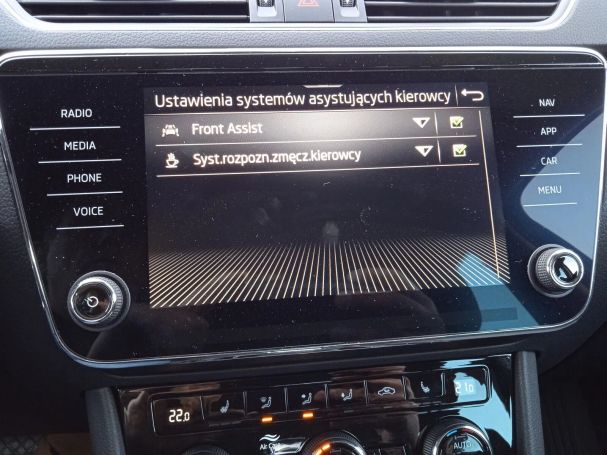 Ustawienia systemów asystujących kierowcy
Front Assist
Syst.rozpozn.zmęcz.kierowcy
RADIO
MEDIA
PHONE
VOICE
NAV
APP
CAR
MENU
22.0
21.0
AUTO